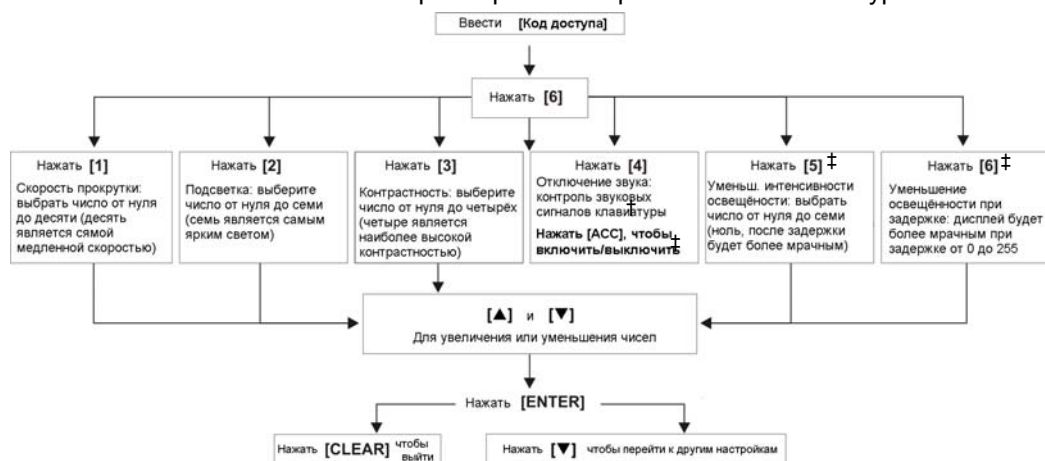 Ввести [Код доступа]
Нажать [6]
Нажать [1]
Скорость прокрутки:
выбрать число от нуля
до десяти (десять
является сямой
медленной скоростью)
Нажать [2]
Подсветка: выберите
число от нуля до семи
(семь является самым
ярким светом)
Нажать [3]
Контрастность: выберите
число от нуля до четырёх
(четыре является
наиболее высокой
контрастностью)
Нажать [4]
Отключение звука:
контроль звуковых
сигналов клавиатуры
Нажать [ACC], чтобы
включить/выключить‡
Нажать [5]‡
Уменьш. интенсивности
освещёности: выбрать
число от нуля до семи
(ноль, после задержки
будет более мрачным)
Нажать [6]‡
Уменьшение
освещённости при
задержке: дисплей будет
более мрачным при
задержке от 0 до 255
[▲] и [▼]
Для увеличения или уменьшения чисел
Нажать [ENTER]
Нажать [CLEAR] чтобы
выйти
Нажать [▼] чтобы перейти к другим настройкам